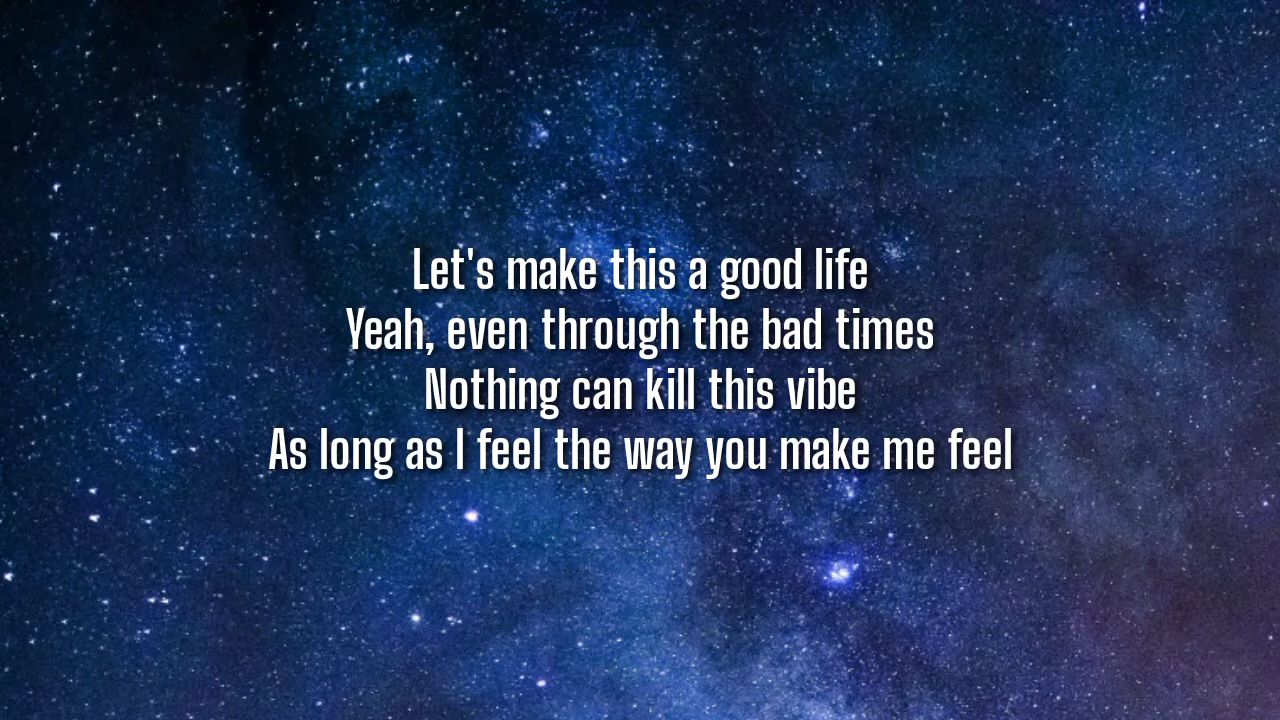 Let's make this a good life
Yeah, even through the bad times
Nothing can kill this vibe
As long as I feel the way you make me feel